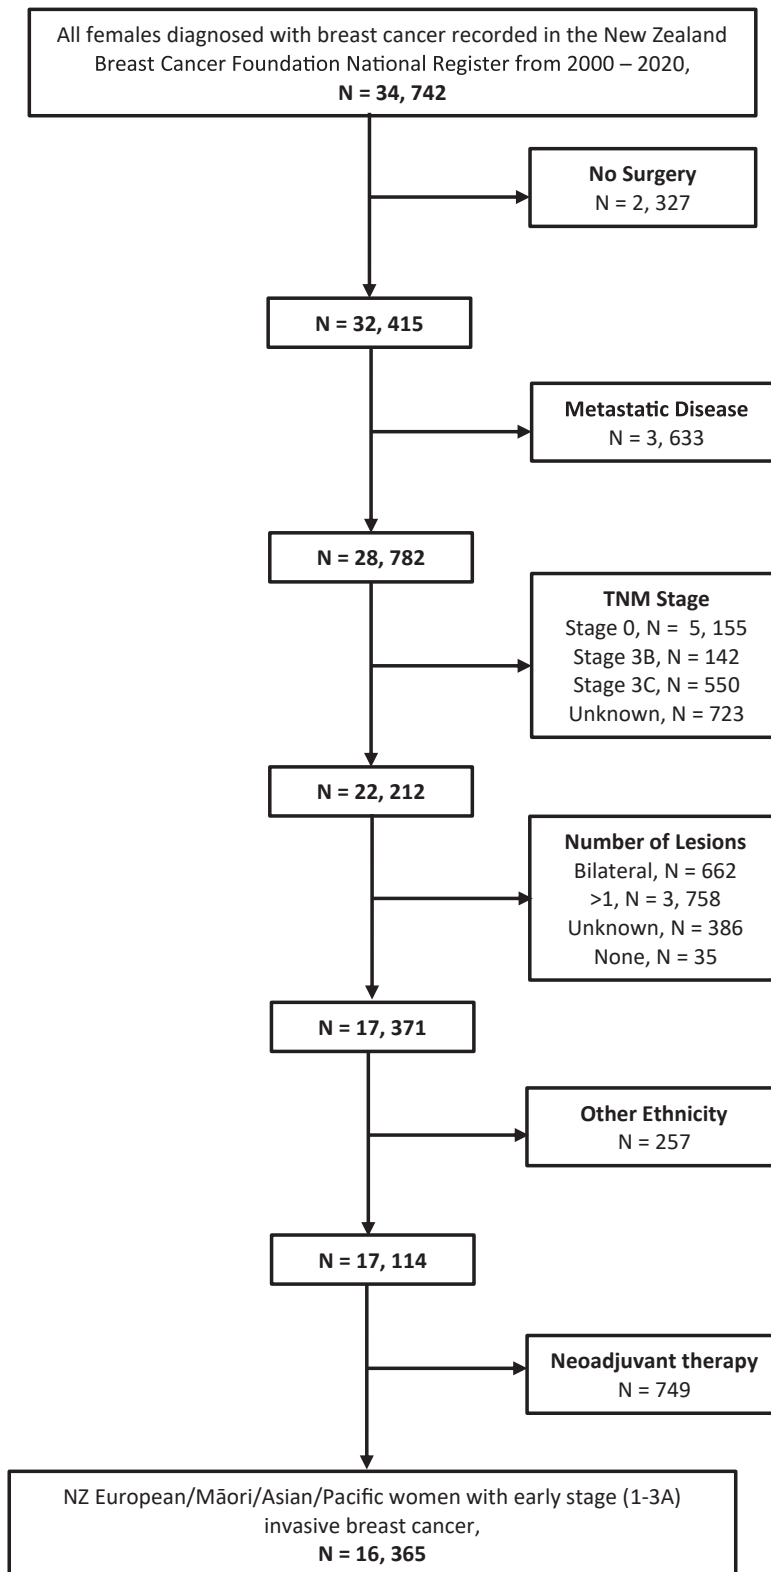 All females diagnosed with breast cancer recorded in the New Zealand
Breast Cancer Foundation National Register from 2000 – 2020,
N = 34, 742
No Surgery
N = 2, 327
N = 32, 415
Metastatic Disease
N = 3, 633
N = 28, 782
TNM Stage
Stage 0, N =  5, 155
Stage 3B, N = 142
Stage 3C, N = 550
Unknown, N = 723
N = 22, 212
Number of Lesions
Bilateral, N = 662
>1, N = 3, 758
Unknown, N = 386
None, N = 35
N = 17, 371
Other Ethnicity
N = 257
N = 17, 114
Neoadjuvant therapy
N = 749
NZ European/Māori/Asian/Pacific women with early stage (1-3A)
invasive breast cancer,
N = 16, 365